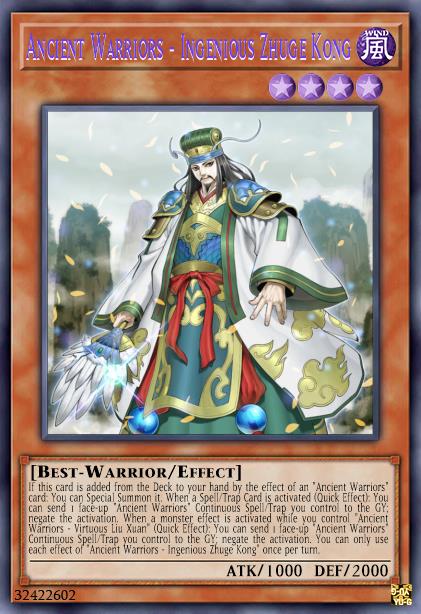 Ancient Warriors - Ingenious Zhuge Kong
WIND
風
[Best-Warrior/Effect]
If this card is added from the Deck to your hand by the effect of an "Ancient Warriors"
card: You can Special Summon it. When a Spell/Trap Card is activated (Quick Effect): You
can send 1 face-up "Ancient Warriors" Continuous Spell/Trap you control to the GY;
negate the activation. When a monster effect is activated while you control "Ancient
Warriors - Virtuous Liu Xuan" (Quick Effect): You can send 1 face-up "Ancient Warriors"
Continuous Spell/Trap you control to the GY; negate the activation. You can only use
each effect of "Ancient Warriors - Ingenious Zhuge Kong" once per turn.
ATK/1000 DEF/2000
32422602